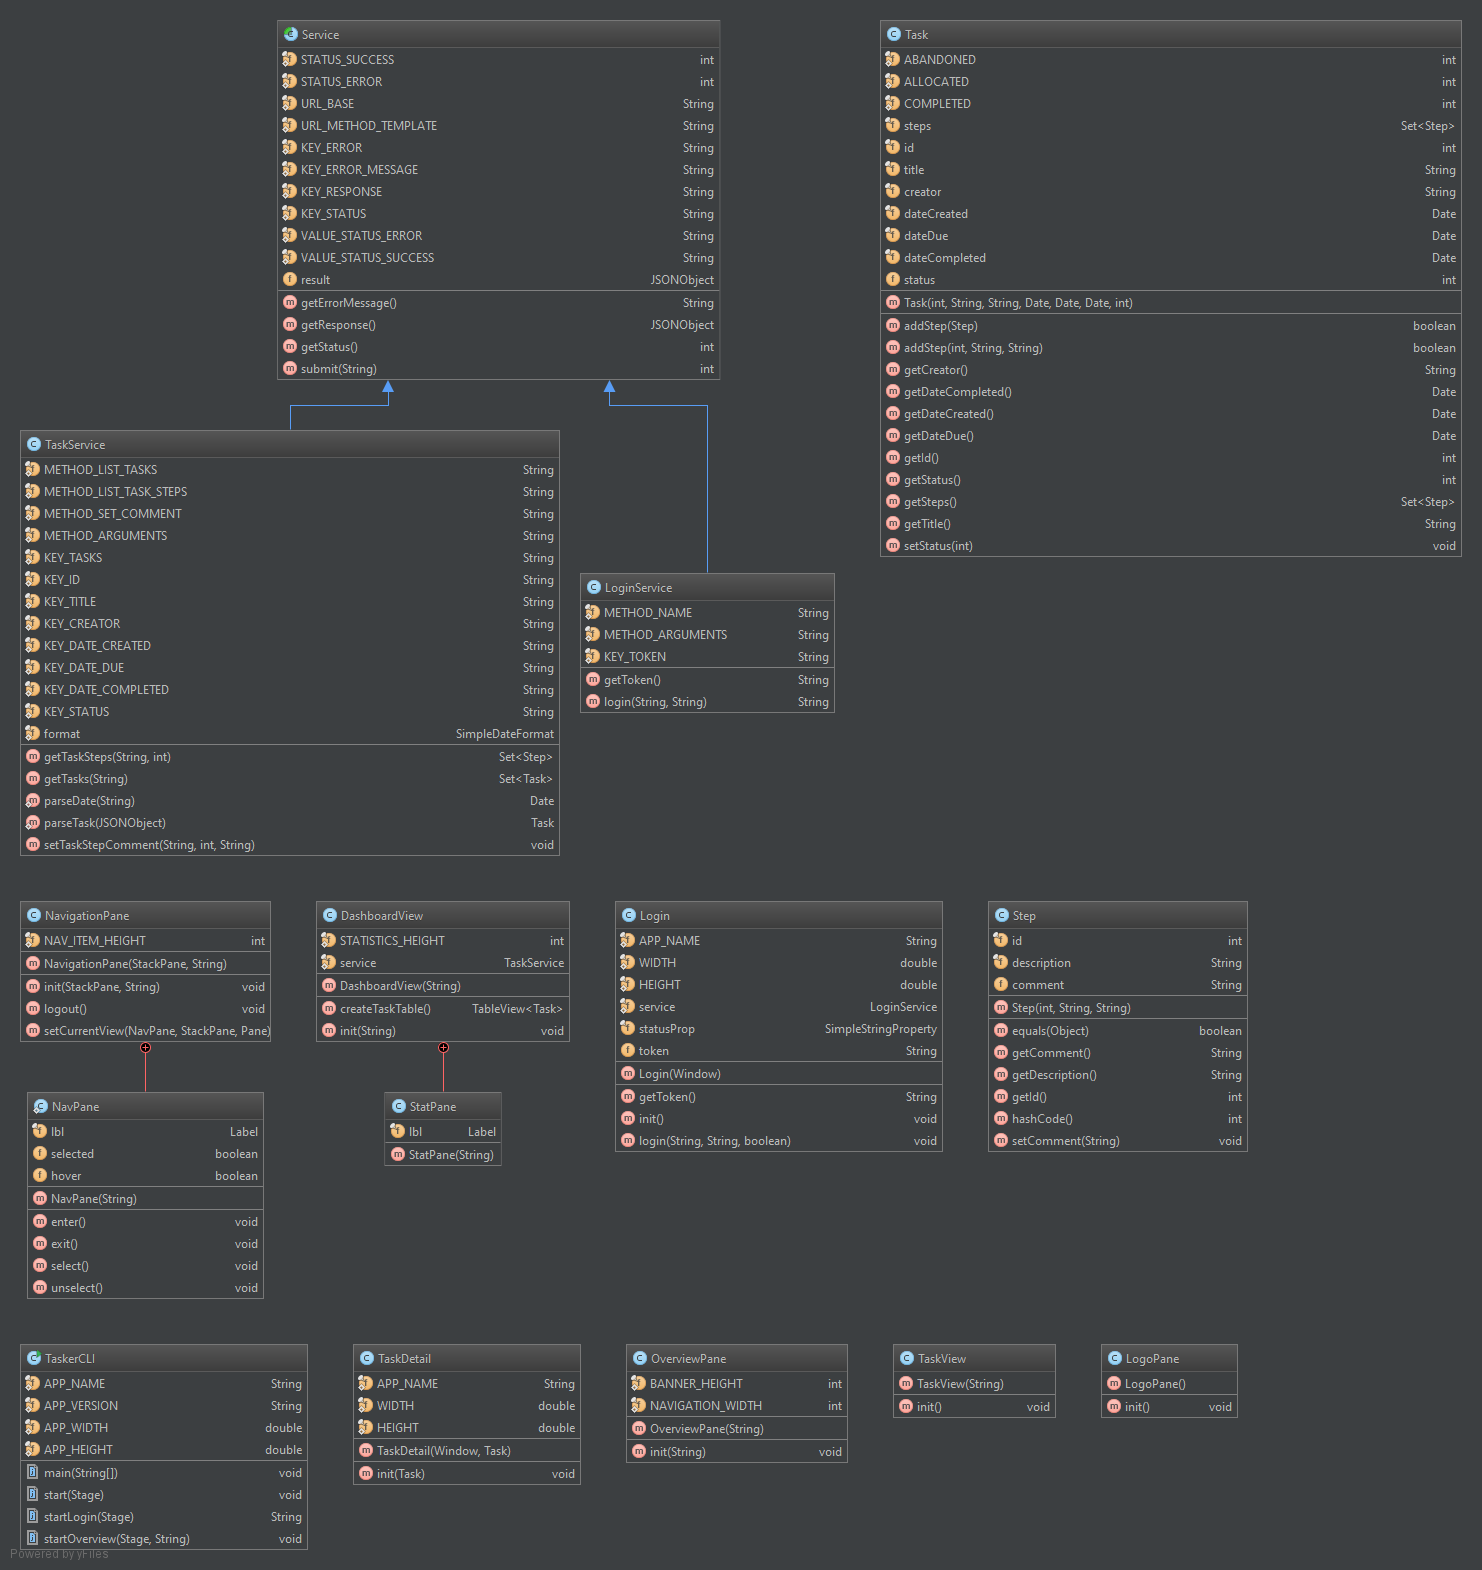 Service
STATUS_SUCCESS int
STATUS_ERROR int
URL_BASE String
URL_METHOD_TEMPLATE String
KEY_ERROR String
KEY_ERROR_MESSAGE String
KEY_RESPONSE String
KEY_STATUS String
VALUE_STATUS_ERROR String
VALUE_STATUS_SUCCESS String
result JSONObject
getErrorMessage() String
getResponse() JSONObject
getStatus() int
submit(String) int
Task
ABANDONED int
ALLOCATED int
COMPLETED int
steps Set<Step>
id int
title String
creator String
dateCreated Date
dateDue Date
dateCompleted Date
status int
Task(int, String, String, Date, Date, Date, int)
addStep(Step) boolean
addStep(int, String, String) boolean
getCreator() String
getDateCompleted() Date
getDateCreated() Date
getDateDue() Date
getId() int
getStatus() int
getSteps() Set<Step>
getTitle() String
setStatus(int) void
TaskService
METHOD_LIST_TASKS String
METHOD_LIST_TASK_STEPS String
METHOD_SET_COMMENT String
METHOD_ARGUMENTS String
KEY_TASKS String
KEY_ID String
KEY_TITLE String
KEY_CREATOR String
KEY_DATE_CREATED String
KEY_DATE_DUE String
KEY_DATE_COMPLETED String
KEY_STATUS String
format SimpleDateFormat
getTaskSteps(String, int) Set<Step>
getTasks(String) Set<Task>
parseDate(String) Date
parseTask(JSONObject) Task
setTaskStepComment(String, int, String) void
LoginService
METHOD_NAME String
METHOD_ARGUMENTS String
KEY_TOKEN String
getToken() String
login(String, String) String
NavigationPane
NAV_ITEM_HEIGHT int
NavigationPane(StackPane, String)
init(StackPane, String) void
logout() void
setCurrentView(NavPane, StackPane, Pane)
DashboardView
STATISTICS_HEIGHT int
service TaskService
DashboardView(String)
createTaskTable() TableView<Task>
init(String) void
Login
APP_NAME String
WIDTH double
HEIGHT double
service LoginService
statusProp SimpleStringProperty
token String
Login(Window)
getToken() String
init() void
login(String, String, boolean) void
Step
id int
description String
comment String
Step(int, String, String)
equals(Object) boolean
getComment() String
getDescription() String
getId() int
hashCode() int
setComment(String) void
NavPane
lbl Label
selected boolean
hover boolean
NavPane(String)
enter() void
exit() void
select() void
unselect() void
StatPane
lbl Label
StatPane(String)
TaskerCLI
APP_NAME String
APP_VERSION String
APP_WIDTH double
APP_HEIGHT double
main(String[]) void
start(Stage) void
startLogin(Stage) String
startOverview(Stage, String) void
TaskDetail
APP_NAME String
WIDTH double
HEIGHT double
TaskDetail(Window, Task)
init(Task) void
OverviewPane
BANNER_HEIGHT int
NAVIGATION_WIDTH int
OverviewPane(String)
init(String) void
TaskView
TaskView(String)
init() void
LogoPane
LogoPane()
init() void
Powered by yFiles